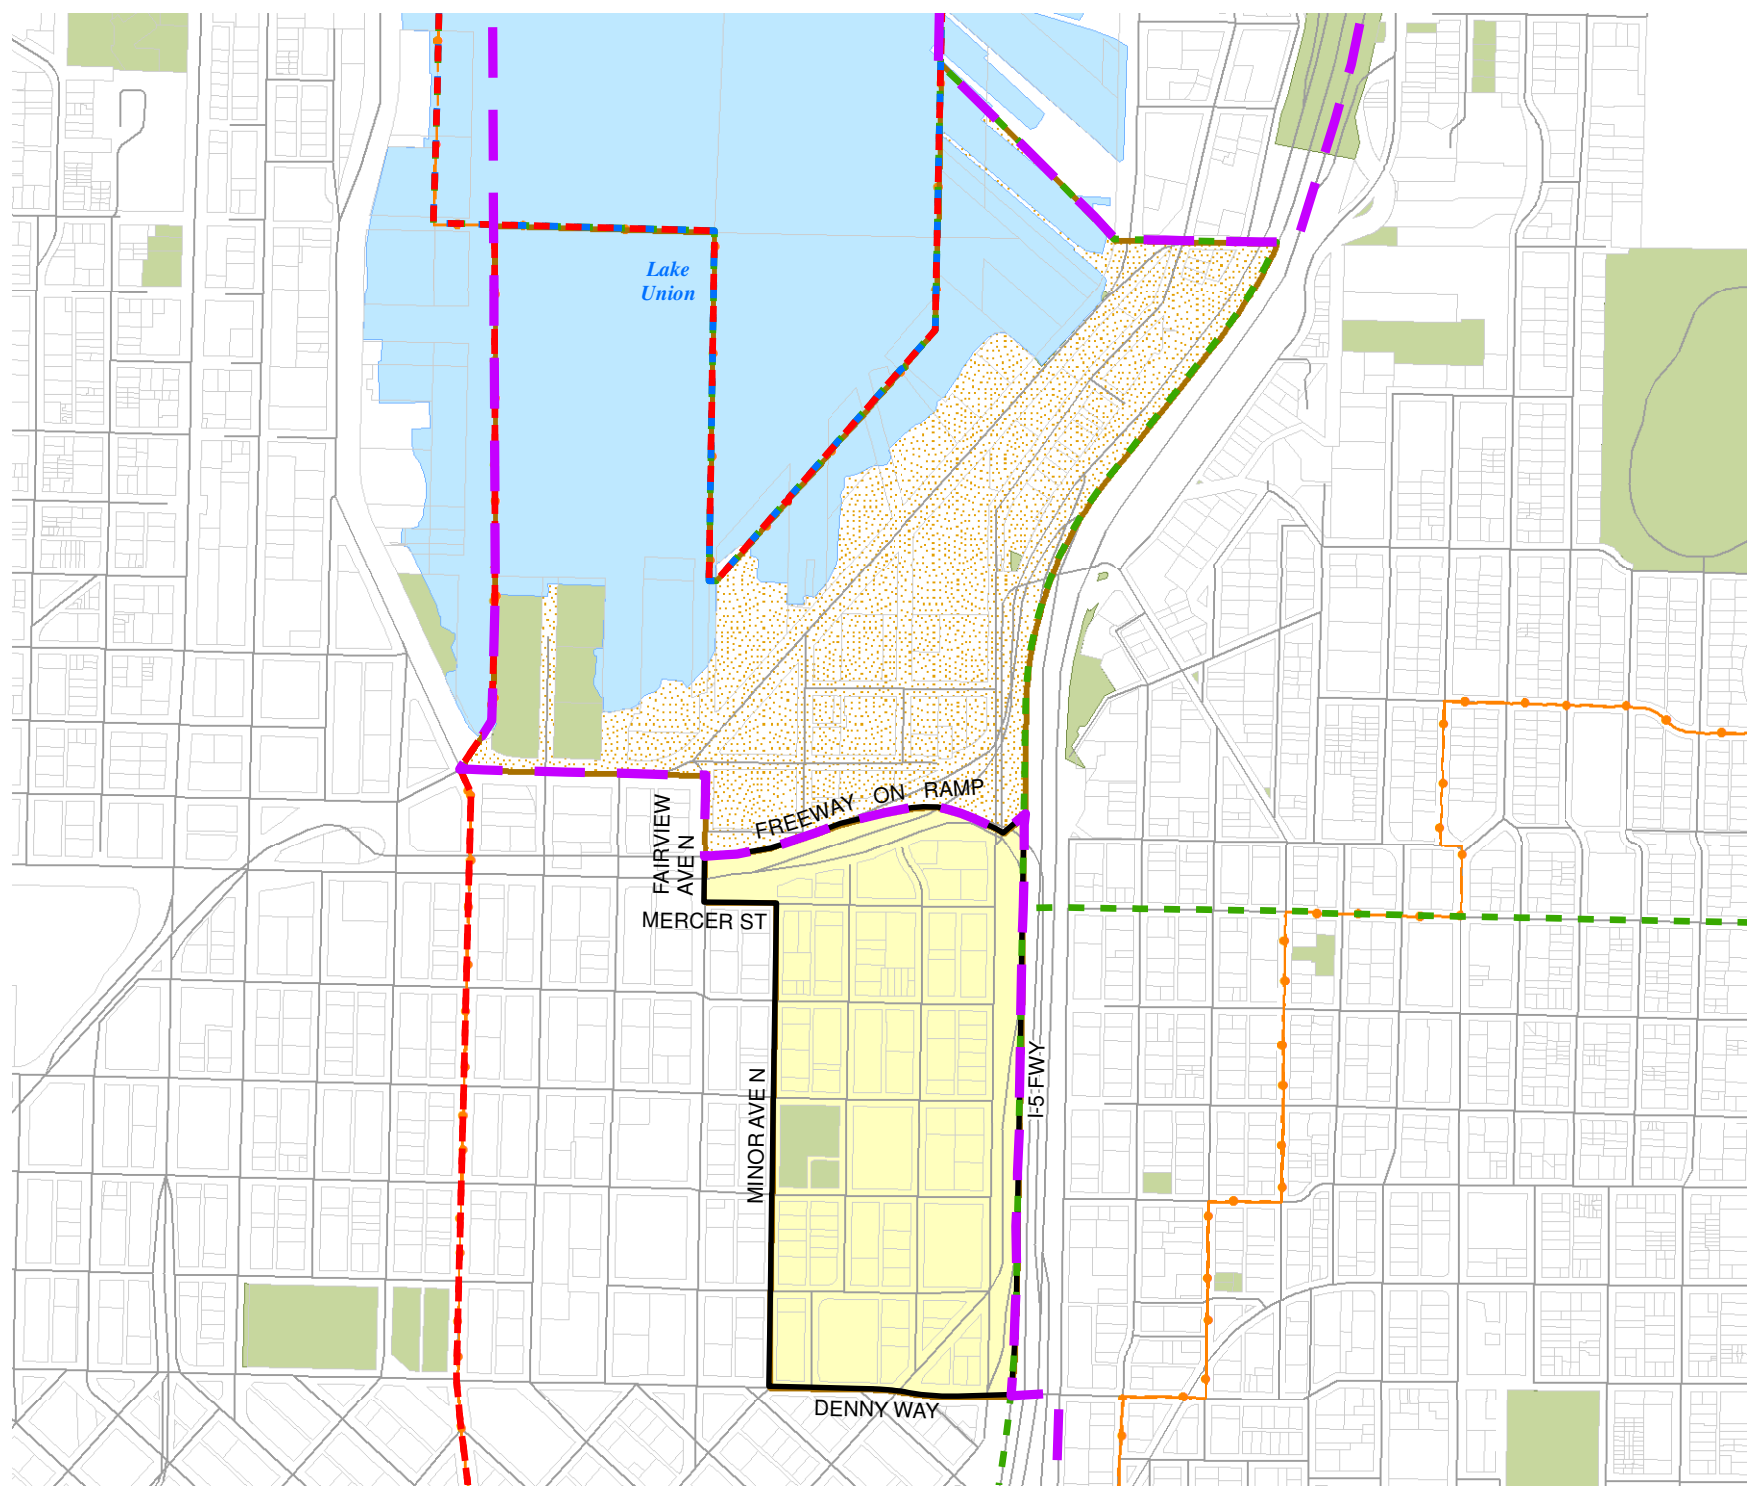 Lake
Union
FREEWAY ON RAMP
FAIRVIEW
AVE N
MERCER ST
I-5 FWY
MINOR AVE N
DENNY WAY